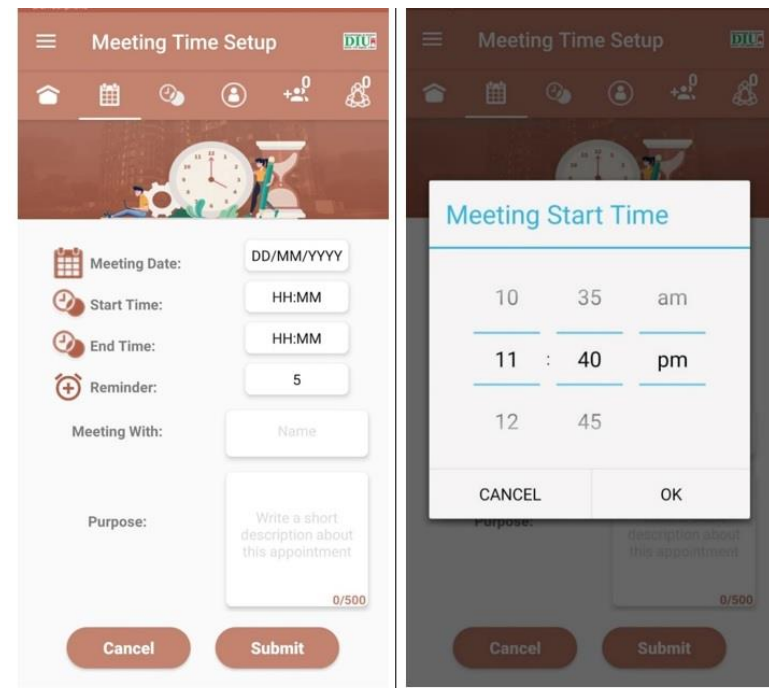 Meeting Time Setup
DIU
0
0
Meeting Date:
DD/MM/YYYY
Start Time:
HH:MM
End Time:
HH:MM
Reminder:
5
Meeting With:
Name
Purpose:
Write a short
description about
this appointment
0/500
Cancel
Submit
Meeting Time Setup
DIU
0
0
Meeting Start Time
10
35
am
11
:
40
pm
12
45
CANCEL
OK
Purpose:
description about
this appointment
0/500
Cancel
Submit